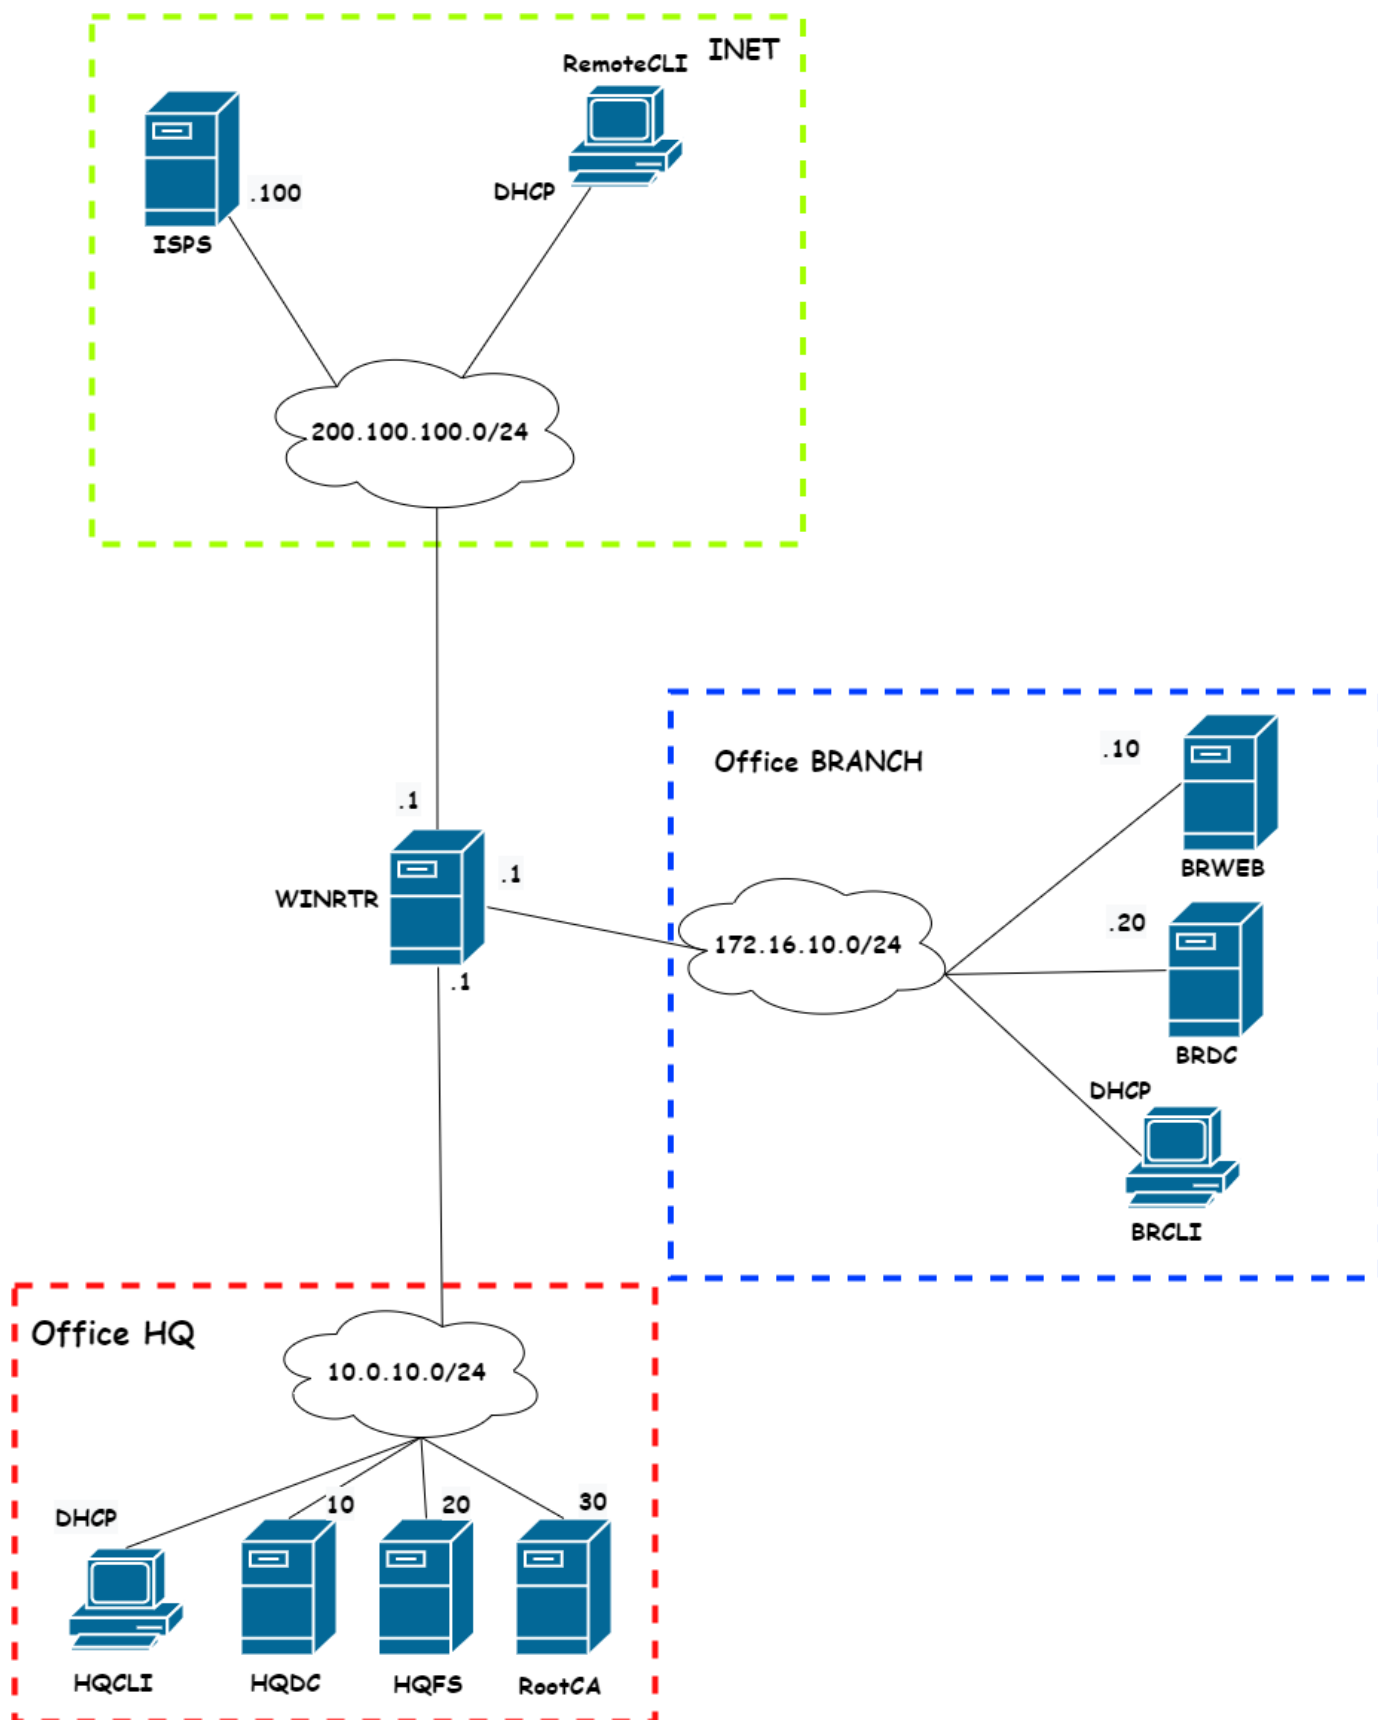 INET
RemoteCLI
.100
DHCP
ISPS
200.100.100.0/24
.1
.1
WINRTR
.1
Office BRANCH
.10
BRWEB
172.16.10.0/24
.20
BRDC
DHCP
BRCLI
Office HQ
10.0.10.0/24
DHCP
10
20
30
HQCLI
HQDC
HQFS
RootCA